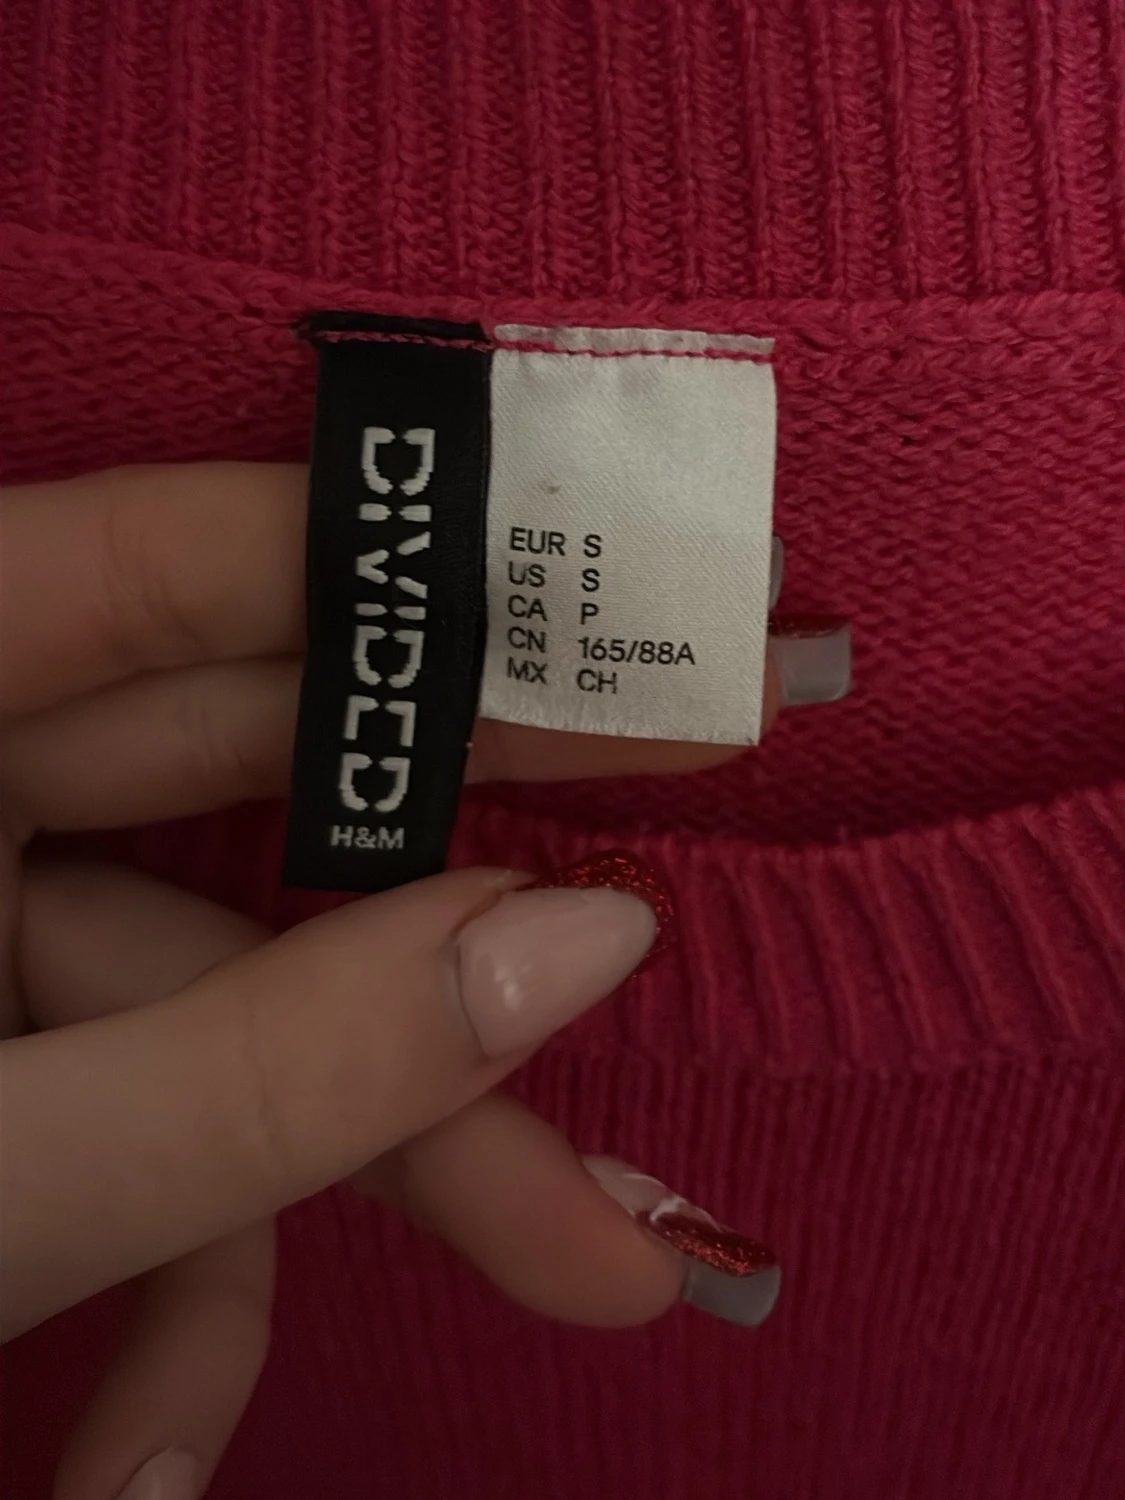 DIVIDED
H&M
EUR S
US S
CA P
CN 165/88A
MX CH